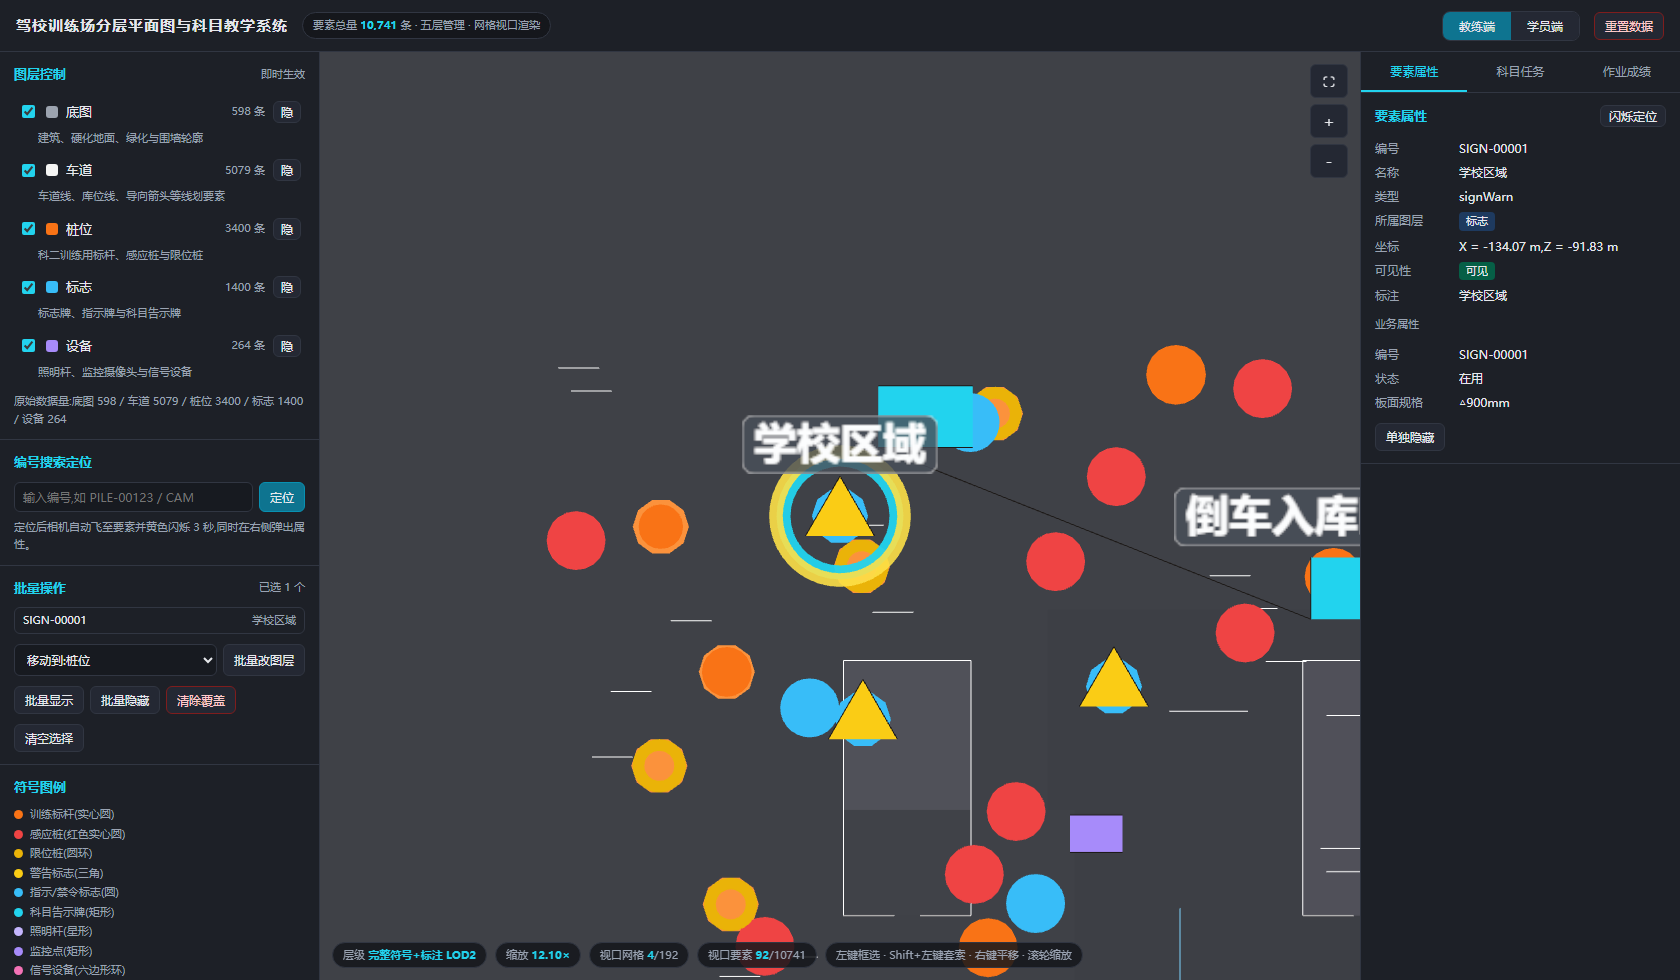 驾校训练场分层平面图与科目教学系统
要素总量 10,741 条 · 五层管理 · 网格视口渲染
教练端
学员端
重置数据
图层控制
即时生效
底图
598 条
隐
建筑、硬化地面、绿化与围墙轮廓
车道
5079 条
隐
车道线、库位线、导向箭头等线划要素
桩位
3400 条
隐
科二训练用标杆、感应桩与限位桩
标志
1400 条
隐
标志牌、指示牌与科目告示牌
设备
264 条
隐
照明杆、监控摄像头与信号设备
原始数据量:底图 598 / 车道 5079 / 桩位 3400 / 标志 1400
/ 设备 264
编号搜索定位
输入编号,如 PILE-00123 / CAM
定位
定位后相机自动飞至要素并黄色闪烁 3 秒,同时在右侧弹出属
性。
批量操作
已选 1 个
SIGN-00001
学校区域
移动到:桩位
批量改图层
批量显示
批量隐藏
清除覆盖
清空选择
符号图例
训练标杆(实心圆)
感应桩(红色实心圆)
限位桩(圆环)
警告标志(三角)
指示/禁令标志(圆)
科目告示牌(矩形)
照明杆(星形)
监控点(矩形)
信号设备(六边形环)
+
-
学校区域
倒车入库
层级 完整符号+标注 LOD2
缩放 12.10×
视口网格 4/192
视口要素 92/10741
左键框选 · Shift+左键套索 · 右键平移 · 滚轮缩放
要素属性
科目任务
作业成绩
要素属性
闪烁定位
编号
SIGN-00001
名称
学校区域
类型
signWarn
所属图层
标志
坐标
X = -134.07 m,Z = -91.83 m
可见性
可见
标注
学校区域
业务属性
编号
SIGN-00001
状态
在用
板面规格
△900mm
单独隐藏